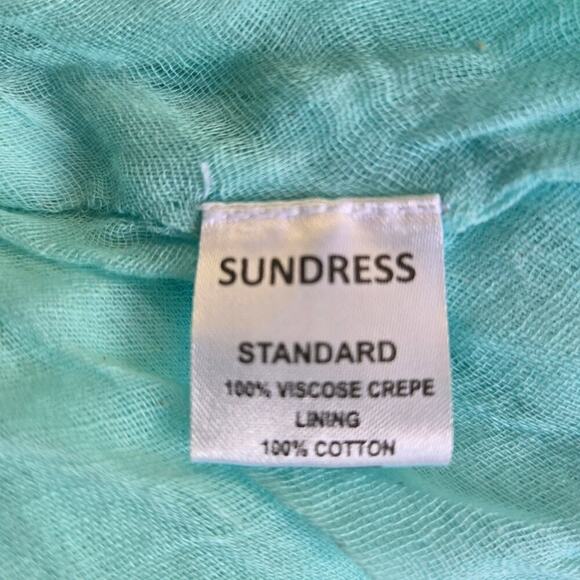 SUNDRESS
STANDARD
100% VISCOSE CREPE
LINING
100% COTTON